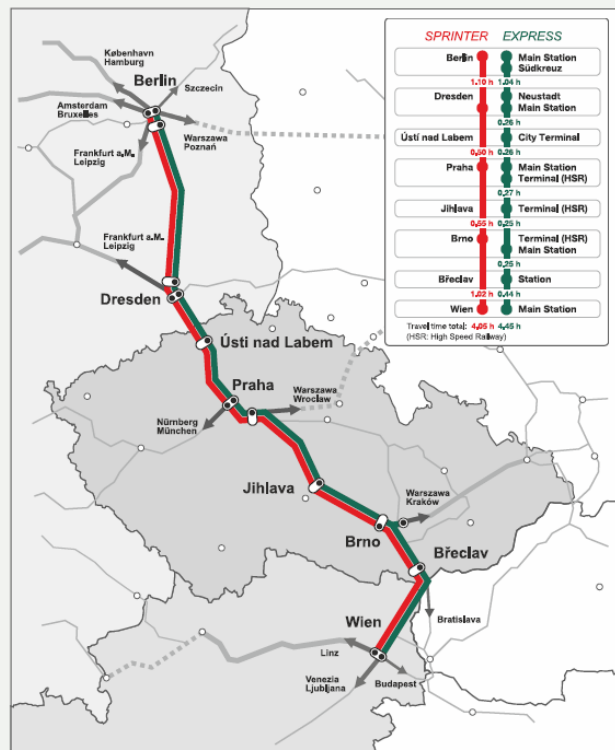 København
Hamburg
Berlin
Szczecin
Amsterdam
Bruxelles
Warszawa
Poznań
Frankfurt a.M.
Leipzig
Frankfurt a.M.
Leipzig
Dresden
Ústí nad Labem
Praha
Warszawa
Wrocław
Nürnberg
München
Jihlava
Warszawa
Kraków
Brno
Břeclav
Wien
Bratislava
Linz
Venezia
Ljubljana
Budapest
SPRINTER EXPRESS
Berlin Main Station
Südkreuz
1.10 h 1.04 h
Dresden Neustadt
Main Station
0.26 h
Ústí nad Labem City Terminal
0.50 h 0.26 h
Praha Main Station
Terminal (HSR)
0.27 h
Jihlava Terminal (HSR)
0.55 h 0.25 h
Brno Terminal (HSR)
Main Station
0.25 h
Břeclav Station
1.02 h 0.44 h
Wien Main Station
Travel time total: 4.05 h 4.45 h
(HSR: High Speed Railway)